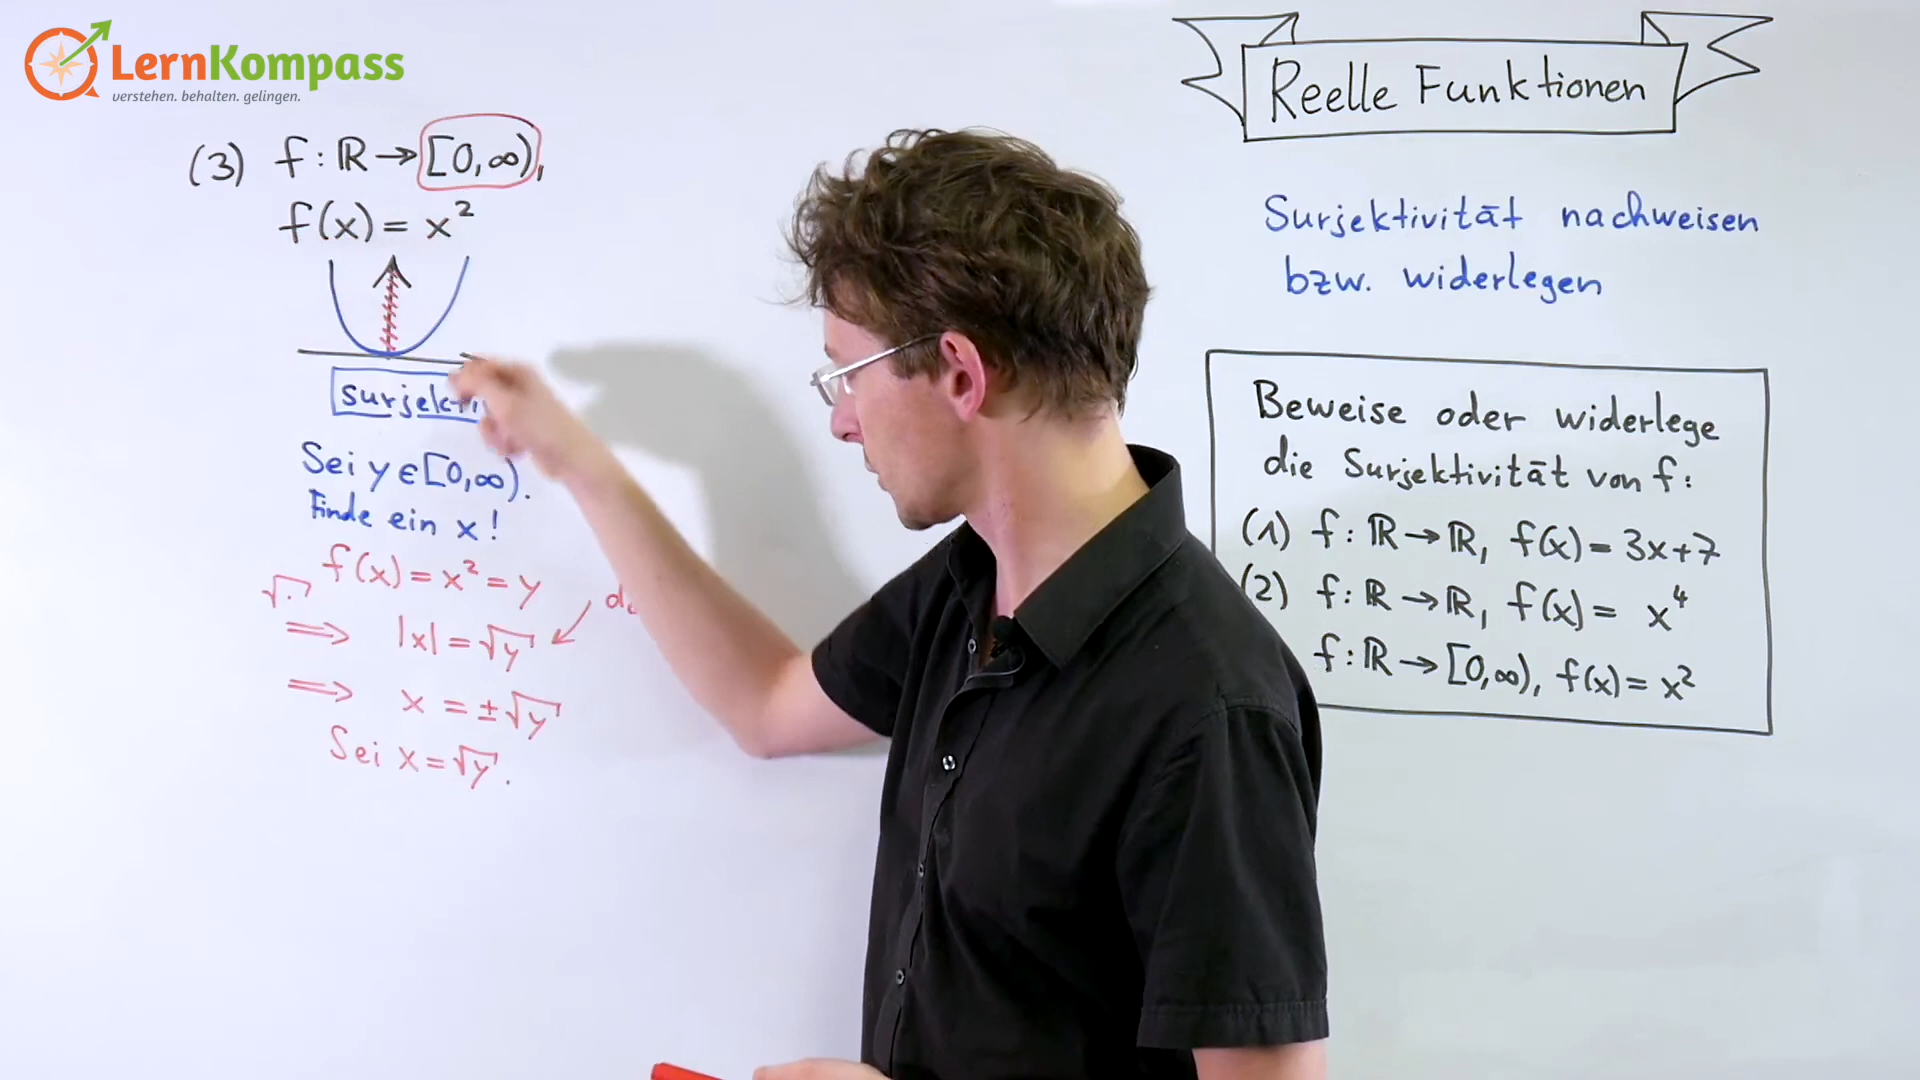 LernKompass
verstehen. behalten. gelingen.
(3) f: ℝ → [0,∞),
f(x) = x²
Sei y ∈ [0,∞).
Finde ein x!
f(x) = x² = y
√.
⟹ |x| = √y
⟹ x = ±√y
Sei x = √y.
Reelle Funktionen
Surjektivität nachweisen
bzw. widerlegen
Beweise oder widerlege
die Surjektivität von f:
(1) f: ℝ → ℝ, f(x) = 3x+7
(2) f: ℝ → ℝ, f(x) = x⁴
f: ℝ → [0,∞), f(x) = x²